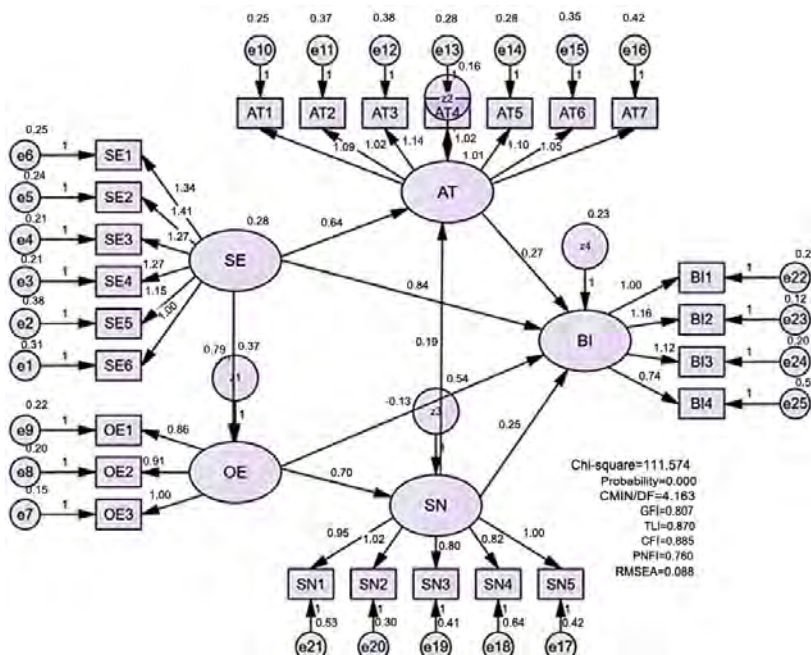 0.25 0.37 0.38 0.28 0.28 0.35 0.42
e10 e11 e12 e13 e14 e15 e16
1 1 1 1 0.16 1 1 1
z2
AT1 AT2 AT3 AT4 AT5 AT6 AT7
1.09 1.02 1.14 1.02 1.01 1.10 1.05
AT
0.25
e6 1 SE1
0.24
e5 1 SE2
0.21
e4 1 SE3
0.21
e3 1 SE4
0.38
e2 1 SE5
0.31
e1 1 SE6
1.34
1.41
1.27
1.27
1.15
1.00
0.28
SE
0.64
0.84
0.27
0.23
z4
1
BI
1.00 BI1 1 e22
0.12
1.16 BI2 1 e23
0.20
1.12 BI3 1 e24
0.74 BI4 1 e25
0.79 0.37
1
0.19
0.54
-0.13
z3
0.25
0.22
e9 1 OE1 0.86
0.20
e8 1 OE2 0.91
0.15
e7 1 OE3 1.00
OE
0.70
SN
0.95 1.02 0.80 0.82 1.00
SN1 SN2 SN3 SN4 SN5
1 1 1 1 1
0.53 0.30 0.41 0.64 0.42
e21 e20 e19 e18 e17
Chi-square=111.574
Probability=0.000
CMIN/DF=4.163
GFI=0.807
TLI=0.870
CFI=0.885
PNFI=0.760
RMSEA=0.088